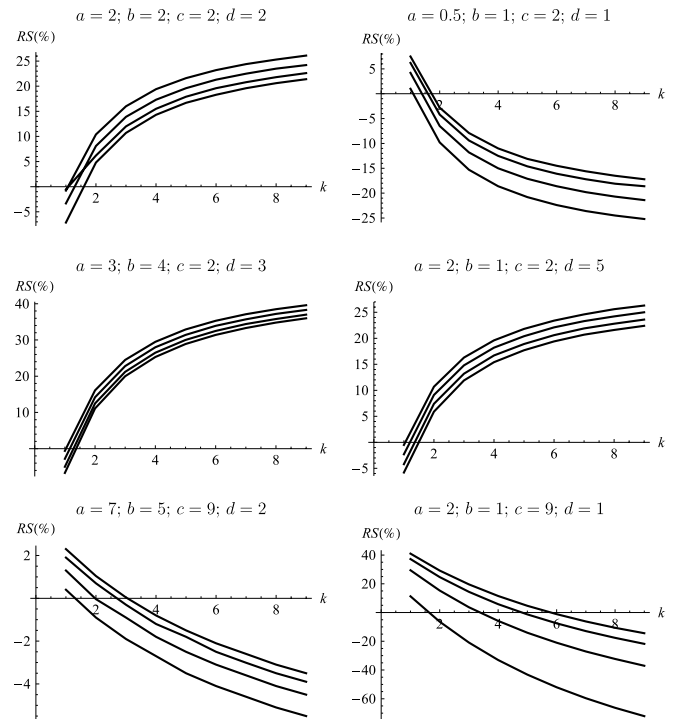 a = 2; b = 2; c = 2; d = 2
RS(%)
25
20
15
10
5
−5
2 4 6 8 k
a = 0.5; b = 1; c = 2; d = 1
RS(%)
5
−5
−10
−15
−20
−25
2 4 6 8 k
a = 3; b = 4; c = 2; d = 3
RS(%)
40
30
20
10
2 4 6 8 k
a = 2; b = 1; c = 2; d = 5
RS(%)
25
20
15
10
5
−5
2 4 6 8 k
a = 7; b = 5; c = 9; d = 2
RS(%)
2
−2
−4
2 4 6 8 k
a = 2; b = 1; c = 9; d = 1
RS(%)
40
20
−20
−40
−60
2 4 6 8 k